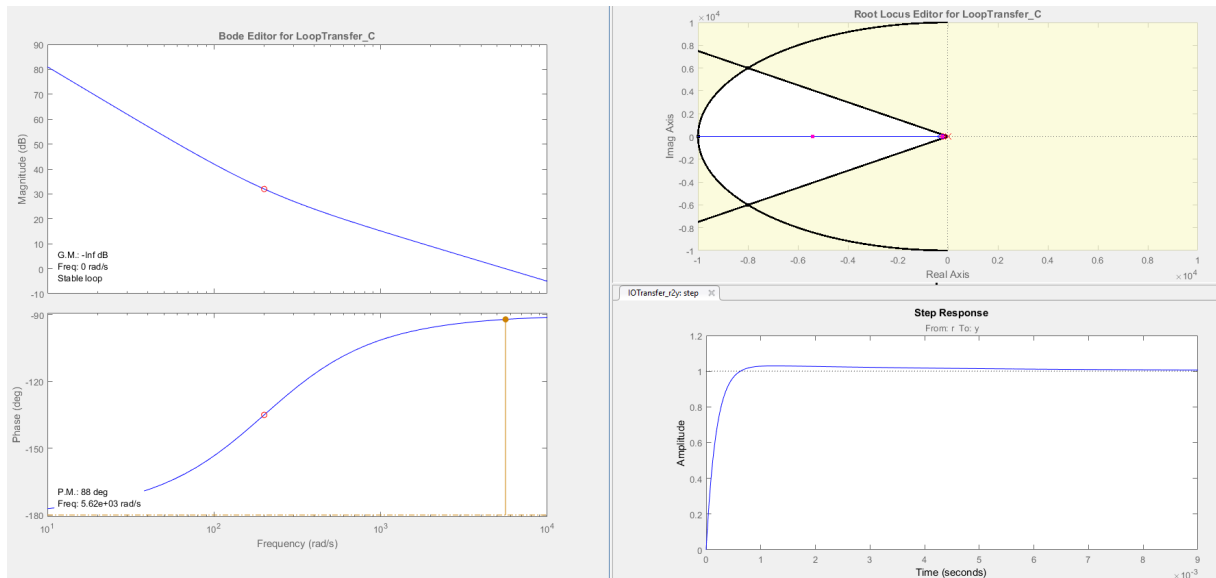 Bode Editor for LoopTransfer_C
90
80
70
60
50
40
30
20
10
0
-10
Magnitude (dB)
G.M.: -Inf dB
Freq: 0 rad/s
Stable loop
-90
-120
-150
-180
Phase (deg)
P.M.: 88 deg
Freq: 5.62e+03 rad/s
10^1
10^2
10^3
10^4
Frequency (rad/s)
Root Locus Editor for LoopTransfer_C
×10^4
1
0.8
0.6
0.4
0.2
0
-0.2
-0.4
-0.6
-0.8
-1
Imag Axis
-1 -0.8 -0.6 -0.4 -0.2 0 0.2 0.4 0.6 0.8 1
Real Axis
×10^4
IOTransfer_r2y: step
Step Response
From: r To: y
1.2
1
0.8
0.6
0.4
0.2
0
Amplitude
0 1 2 3 4 5 6 7 8 9
Time (seconds)
×10^-3